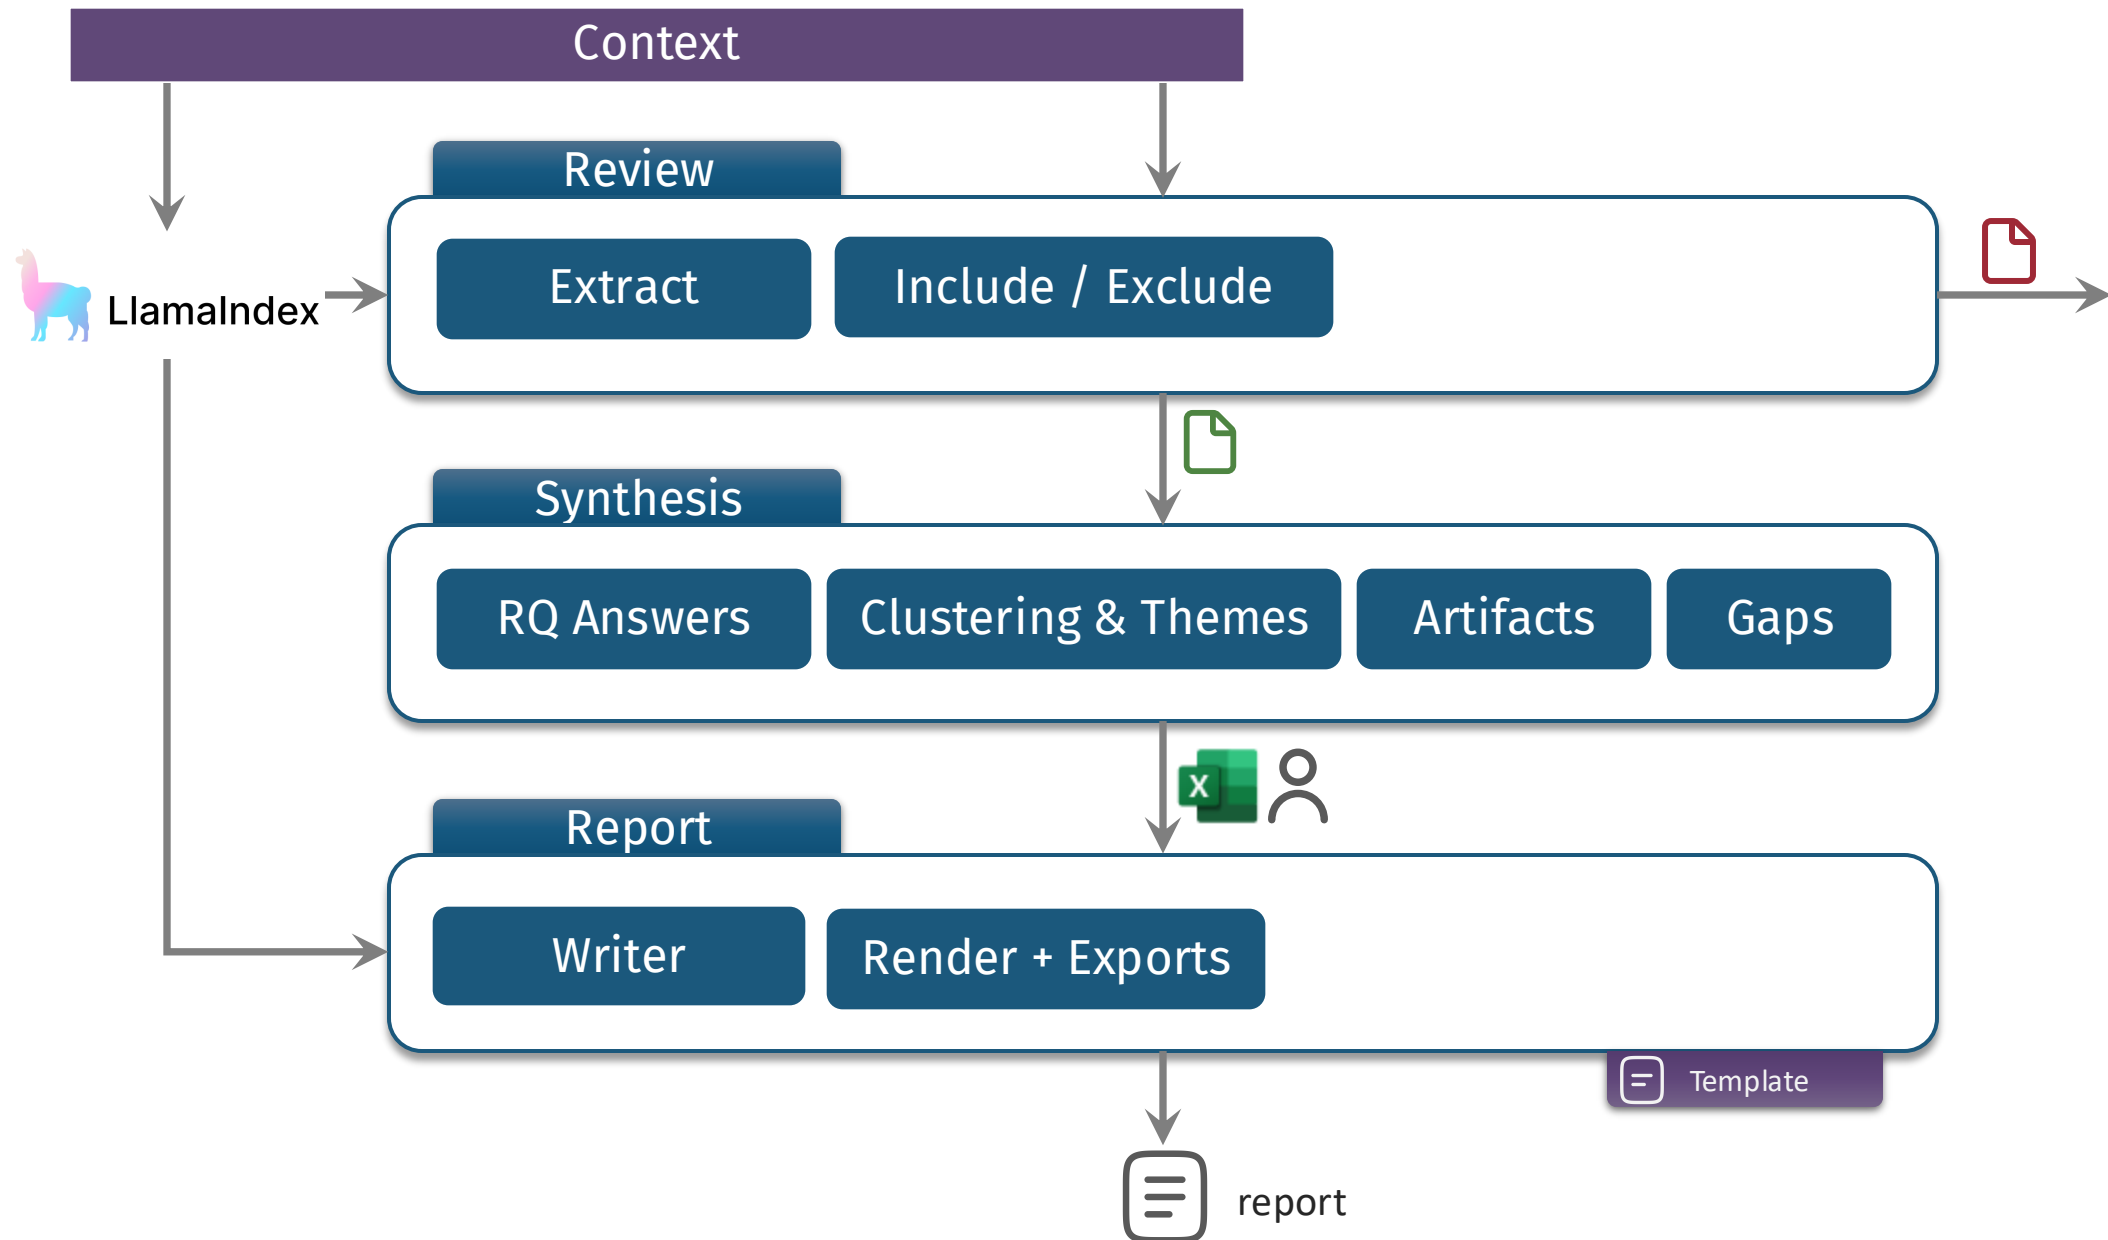 Context
Review
Extract
Include / Exclude
LlamaIndex
Synthesis
RQ Answers
Clustering & Themes
Artifacts
Gaps
X
Report
Writer
Render + Exports
Template
report